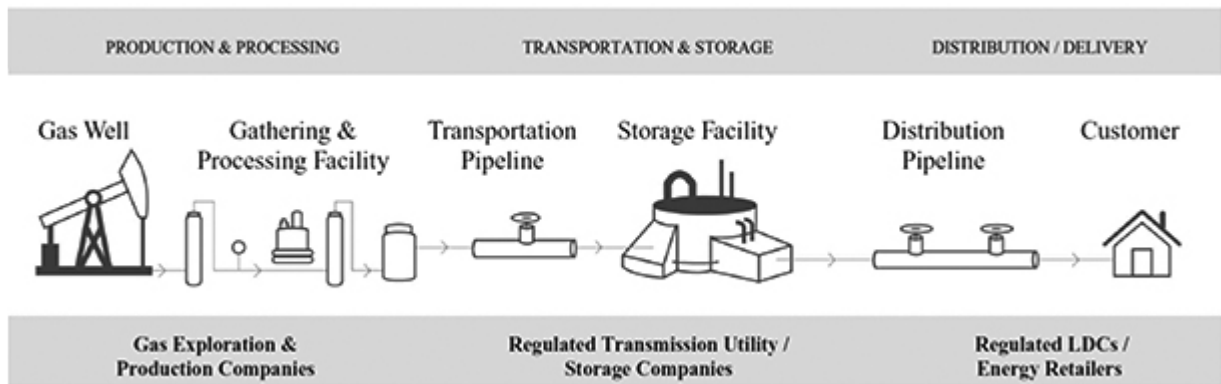 PRODUCTION & PROCESSING
TRANSPORTATION & STORAGE
DISTRIBUTION / DELIVERY
Gas Well
Gathering &
Processing Facility
Transportation
Pipeline
Storage Facility
Distribution
Pipeline
Customer
Gas Exploration &
Production Companies
Regulated Transmission Utility /
Storage Companies
Regulated LDCs /
Energy Retailers